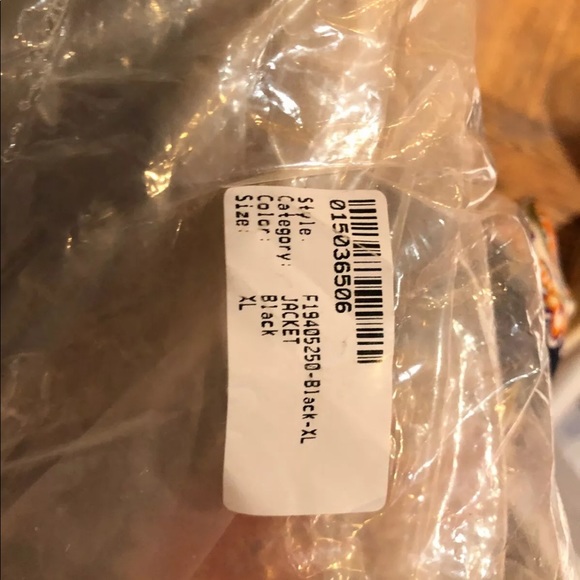 015036506
Style: F19405250-Black-XL
Category: JACKET
Color: Black
Size: XL